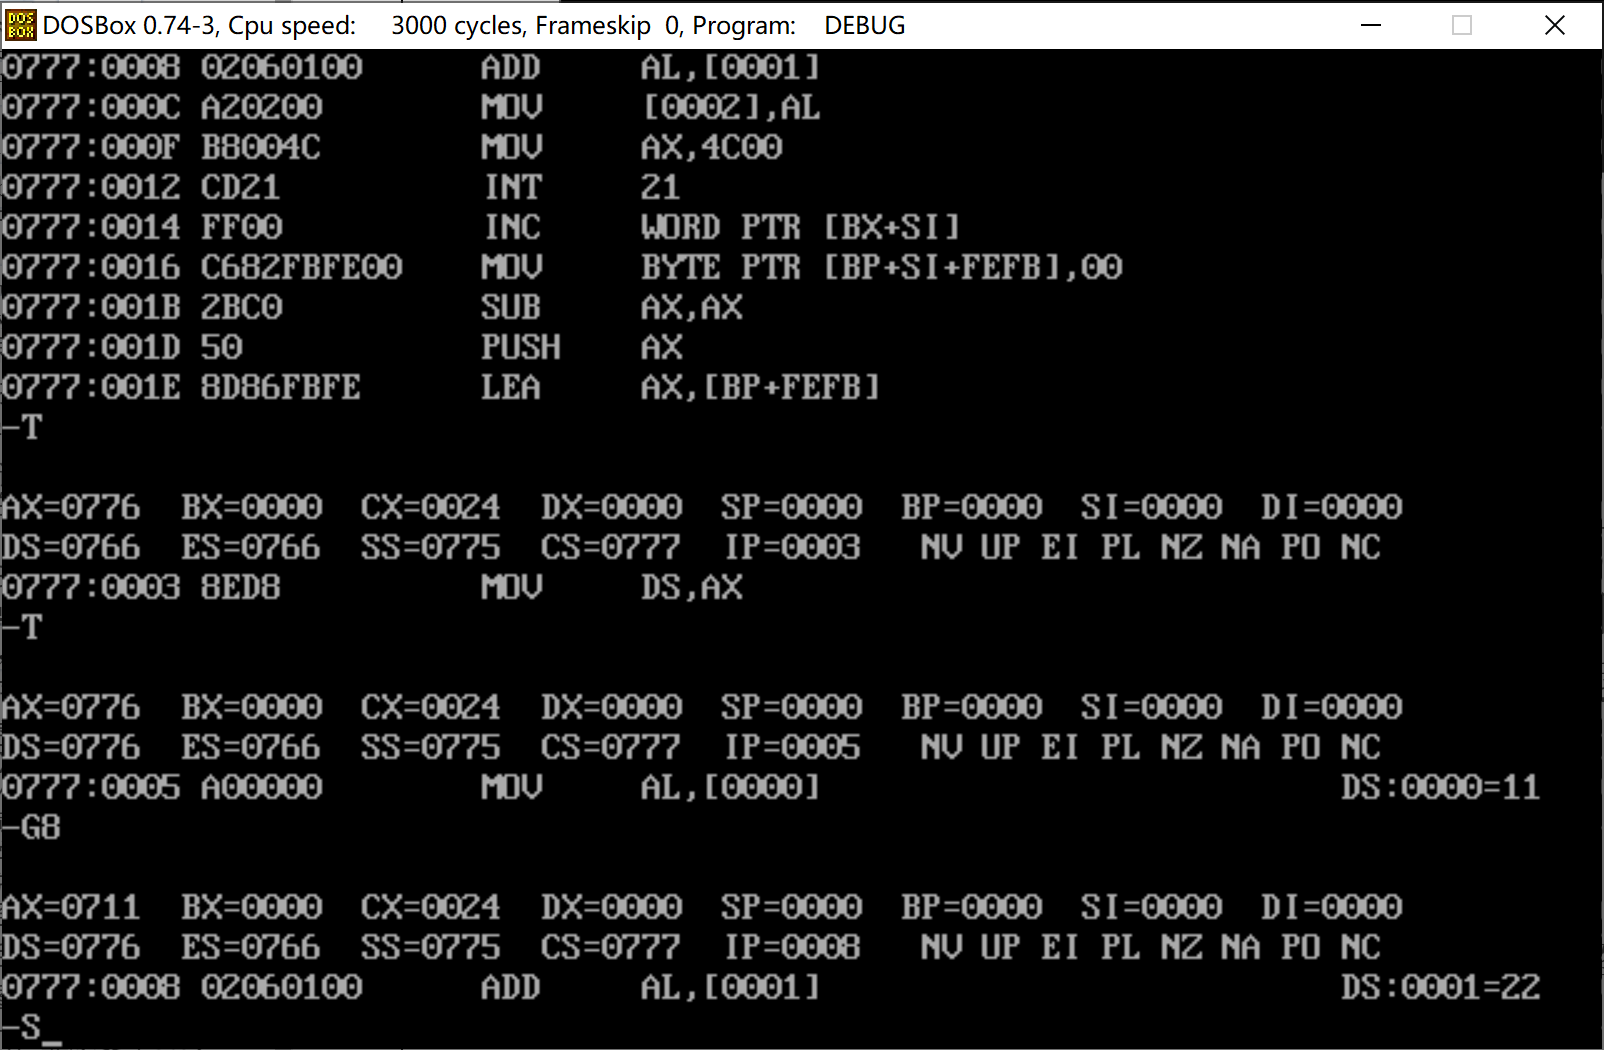 DOS BOX DOSBox 0.74-3, Cpu speed: 3000 cycles, Frameskip 0, Program: DEBUG
0777:0008 02060100 ADD AL,[0001]
0777:000C A20200 MOV [0002],AL
0777:000F B8004C MOV AX,4C00
0777:0012 CD21 INT 21
0777:0014 FF00 INC WORD PTR [BX+SI]
0777:0016 C682FBFE00 MOV BYTE PTR [BP+SI+FEFB],00
0777:001B 2BC0 SUB AX,AX
0777:001D 50 PUSH AX
0777:001E 8D86FBFE LEA AX,[BP+FEFB]
-T
AX=0776 BX=0000 CX=0024 DX=0000 SP=0000 BP=0000 SI=0000 DI=0000
DS=0766 ES=0766 SS=0775 CS=0777 IP=0003 NV UP EI PL NZ NA PO NC
0777:0003 8ED8 MOV DS,AX
-T
AX=0776 BX=0000 CX=0024 DX=0000 SP=0000 BP=0000 SI=0000 DI=0000
DS=0776 ES=0766 SS=0775 CS=0777 IP=0005 NV UP EI PL NZ NA PO NC
0777:0005 A00000 MOV AL,[0000] DS:0000=11
-G8
AX=0711 BX=0000 CX=0024 DX=0000 SP=0000 BP=0000 SI=0000 DI=0000
DS=0776 ES=0766 SS=0775 CS=0777 IP=0008 NV UP EI PL NZ NA PO NC
0777:0008 02060100 ADD AL,[0001] DS:0001=22
-S_